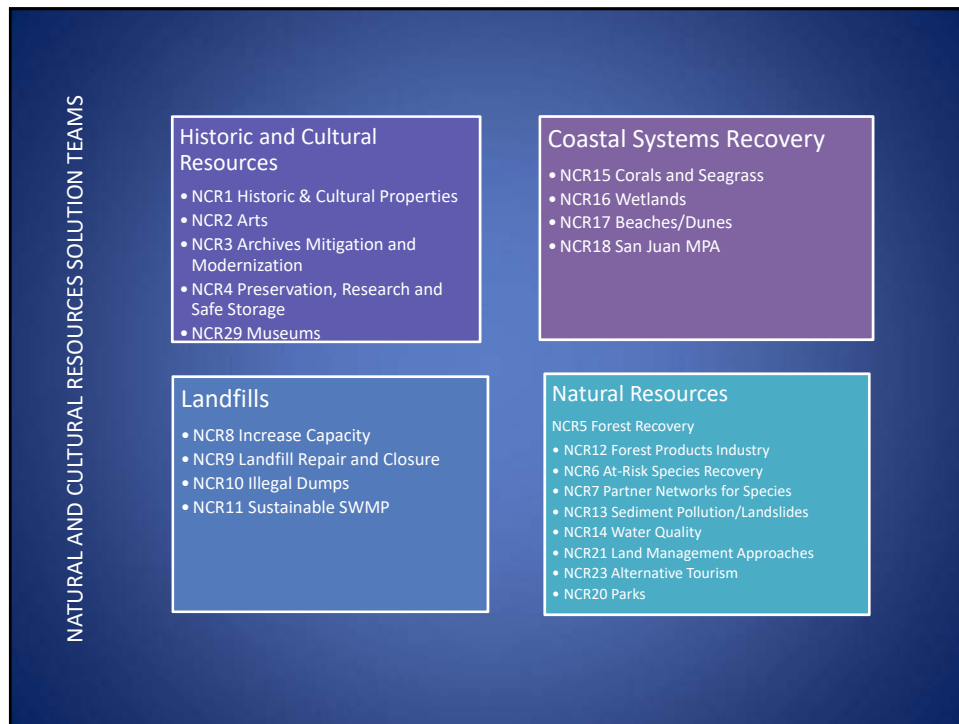 NATURAL AND CULTURAL RESOURCES SOLUTION TEAMS
Historic and Cultural
Resources
• NCR1 Historic & Cultural Properties
• NCR2 Arts
• NCR3 Archives Mitigation and
Modernization
• NCR4 Preservation, Research and
Safe Storage
• NCR29 Museums
Coastal Systems Recovery
• NCR15 Corals and Seagrass
• NCR16 Wetlands
• NCR17 Beaches/Dunes
• NCR18 San Juan MPA
Landfills
• NCR8 Increase Capacity
• NCR9 Landfill Repair and Closure
• NCR10 Illegal Dumps
• NCR11 Sustainable SWMP
Natural Resources
NCR5 Forest Recovery
• NCR12 Forest Products Industry
• NCR6 At-Risk Species Recovery
• NCR7 Partner Networks for Species
• NCR13 Sediment Pollution/Landslides
• NCR14 Water Quality
• NCR21 Land Management Approaches
• NCR23 Alternative Tourism
• NCR20 Parks